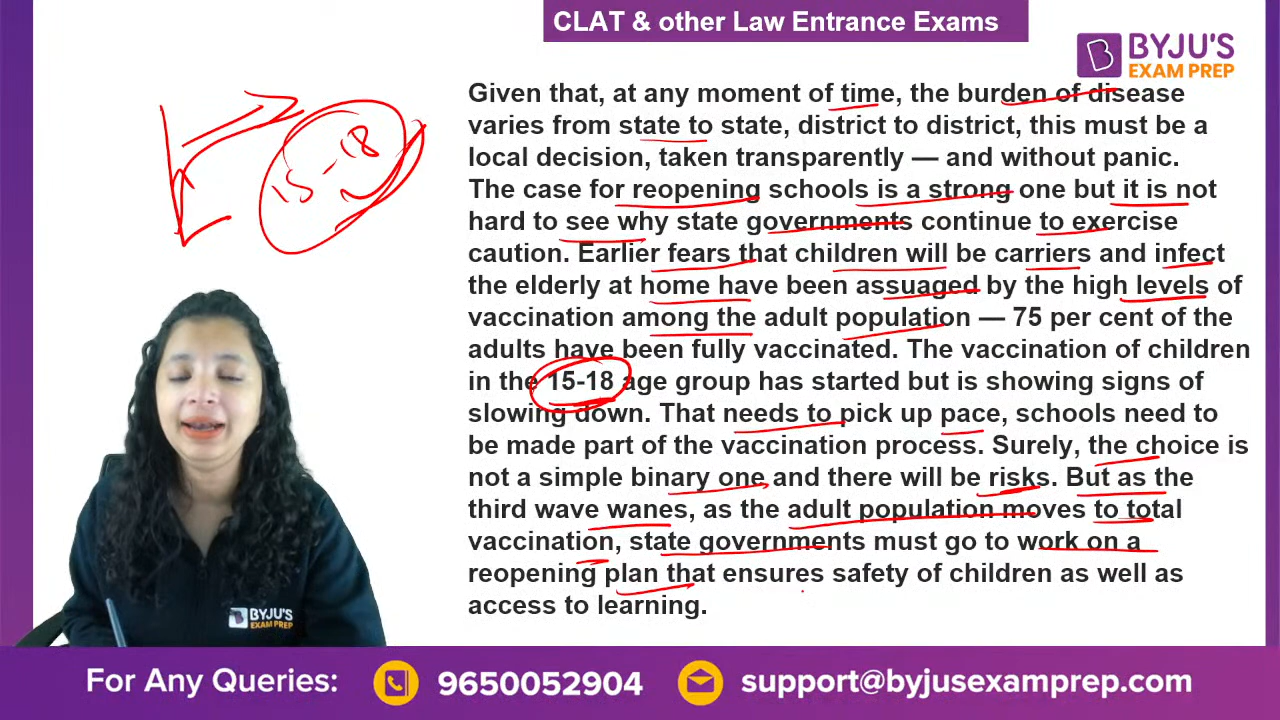 CLAT & other Law Entrance Exams
BYJU'S
EXAM PREP
Given that, at any moment of time, the burden of disease
varies from state to state, district to district, this must be a
local decision, taken transparently — and without panic.
The case for reopening schools is a strong one but it is not
hard to see why state governments continue to exercise
caution. Earlier fears that children will be carriers and infect
the elderly at home have been assuaged by the high levels of
vaccination among the adult population — 75 per cent of the
adults have been fully vaccinated. The vaccination of children
in the 15-18 age group has started but is showing signs of
slowing down. That needs to pick up pace, schools need to
be made part of the vaccination process. Surely, the choice is
not a simple binary one and there will be risks. But as the
third wave wanes, as the adult population moves to total
vaccination, state governments must go to work on a
reopening plan that ensures safety of children as well as
access to learning.
15-18
BYJU'S
EXAM PREP
For Any Queries: 9650052904 support@byjusexamprep.com